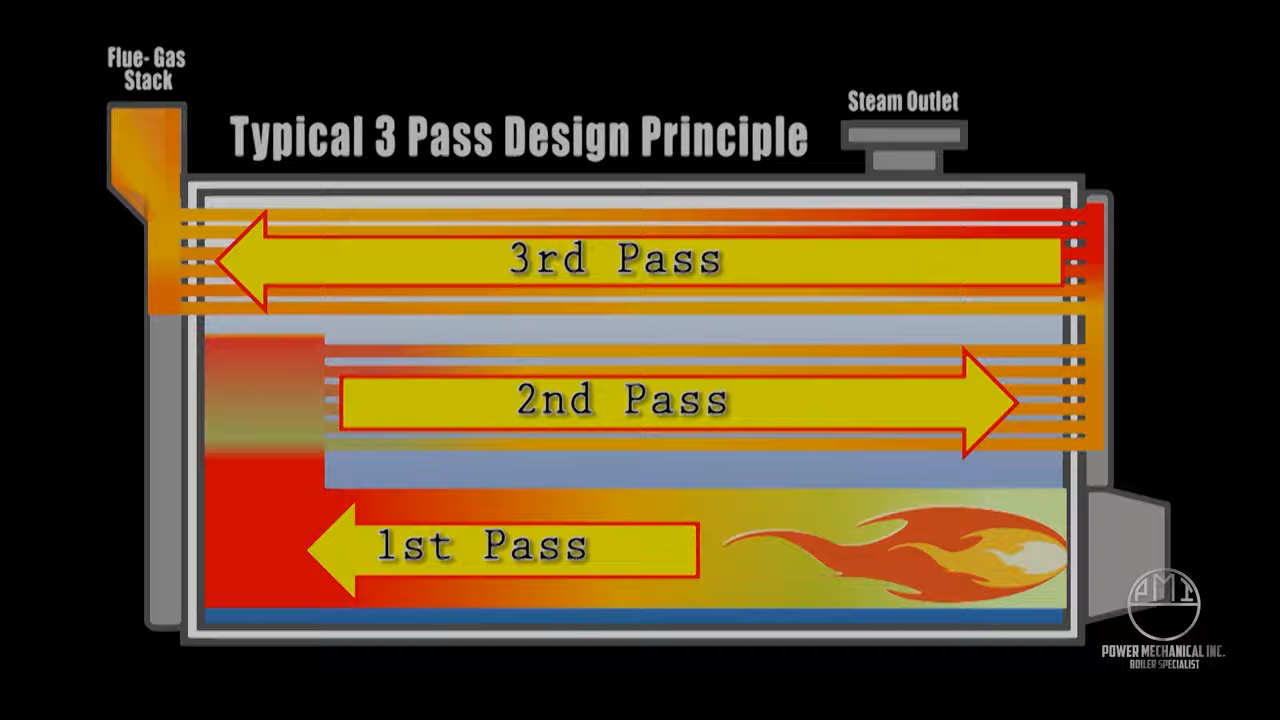 Flue- Gas
Stack
Steam Outlet
Typical 3 Pass Design Principle
3rd Pass
2nd Pass
1st Pass
PMI
POWER MECHANICAL INC.
BOILER SPECIALIST